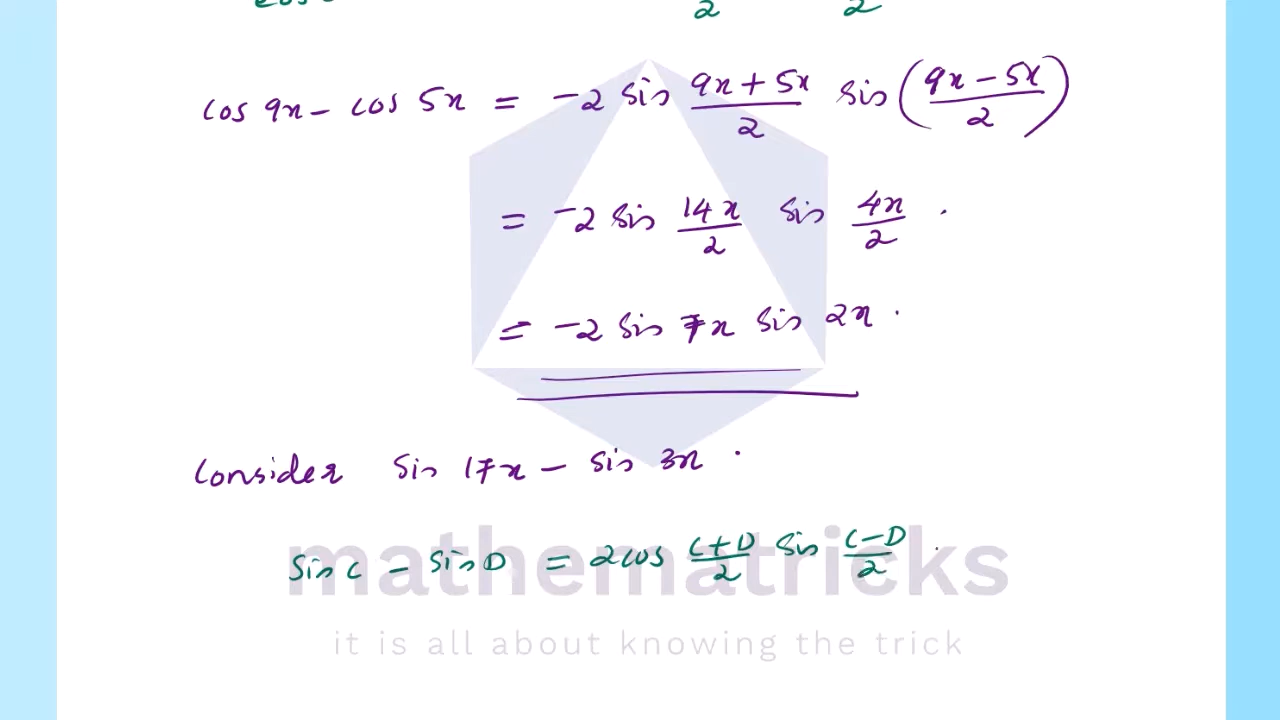 cos 9x - cos 5x = -2 sin (9x + 5x)/2 sin((9x - 5x)/2)
= -2 sin 14x/2 sin 4x/2 .
= -2 sin 7x sin 2x .
Consider sin 17x - sin 3x .
sin C - sin D = 2 cos (C+D)/2 sin (C-D)/2 .
mathematricks
it is all about knowing the trick